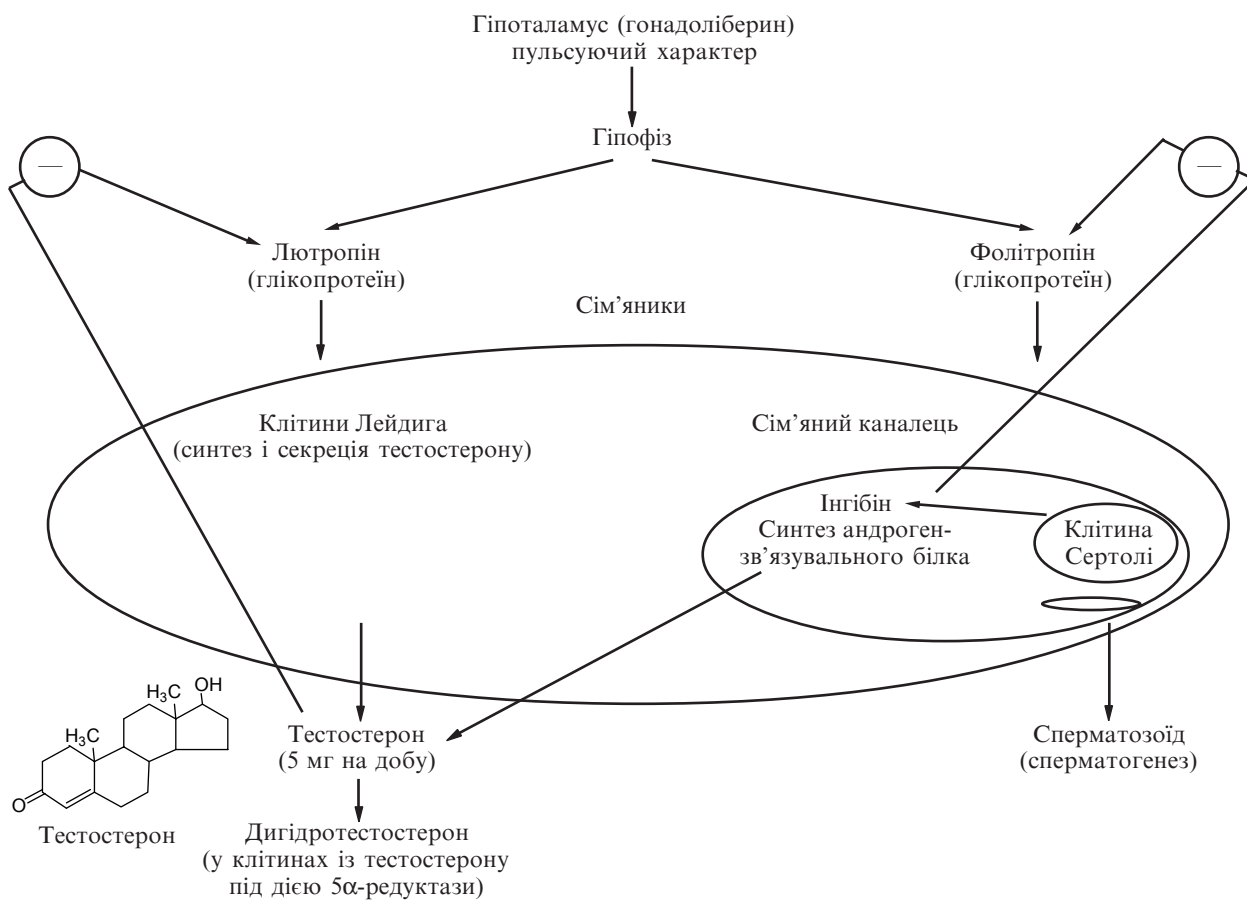 Гіпоталамус (гонадоліберин)
пульсуючий характер
Гіпофіз
—
—
Лютропін
(глікопротеїн)
Фолітропін
(глікопротеїн)
Сім’яники
Клітини Лейдига
(синтез і секреція тестостерону)
Сім’яний каналець
Інгібін
Синтез андроген-
зв’язувального білка
Клітина
Сертолі
OH
H₃C
H₃C
O
Тестостерон
Тестостерон
(5 мг на добу)
Сперматозоїд
(сперматогенез)
Дигідротестостерон
(у клітинах із тестостерону
під дією 5α-редуктази)